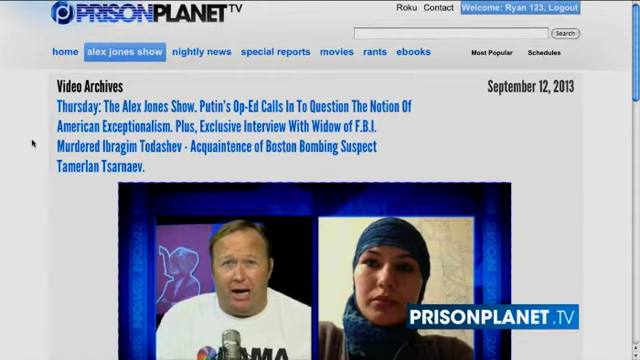 PRISONPLANET TV
Roku Contact Welcome: Ryan 123, Logout
Search
home alex jones show nightly news special reports movies rants ebooks Most Popular Schedules
Video Archives September 12, 2013
Thursday: The Alex Jones Show. Putin's Op-Ed Calls In To Question The Notion Of
American Exceptionalism. Plus, Exclusive Interview With Widow of F.B.I.
Murdered Ibragim Todashev - Acquaintence of Boston Bombing Suspect
Tamerlan Tsarnaev.
INFOWARS
PRISONPLANET.TV